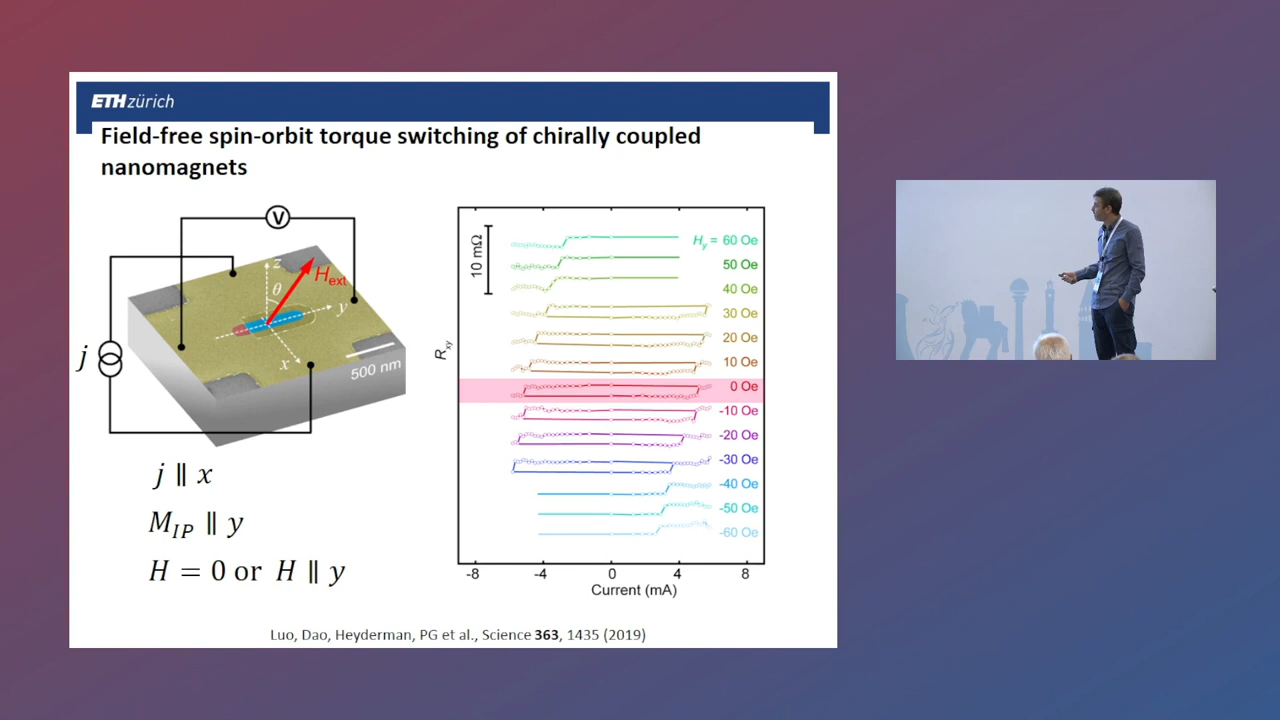 ETH zürich
Field-free spin-orbit torque switching of chirally coupled
nanomagnets
V
z
H_ext
θ
y
j
x
500 nm
j ∥ x
M_IP ∥ y
H = 0 or H ∥ y
10 mΩ
R_xy
H_y = 60 Oe
50 Oe
40 Oe
30 Oe
20 Oe
10 Oe
0 Oe
-10 Oe
-20 Oe
-30 Oe
-40 Oe
-50 Oe
-60 Oe
-8 -4 0 4 8
Current (mA)
Luo, Dao, Heyderman, PG et al., Science 363, 1435 (2019)